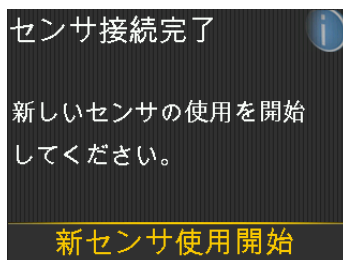 センサ接続完了
i
新しいセンサの使用を開始
してください。
新センサ使用開始